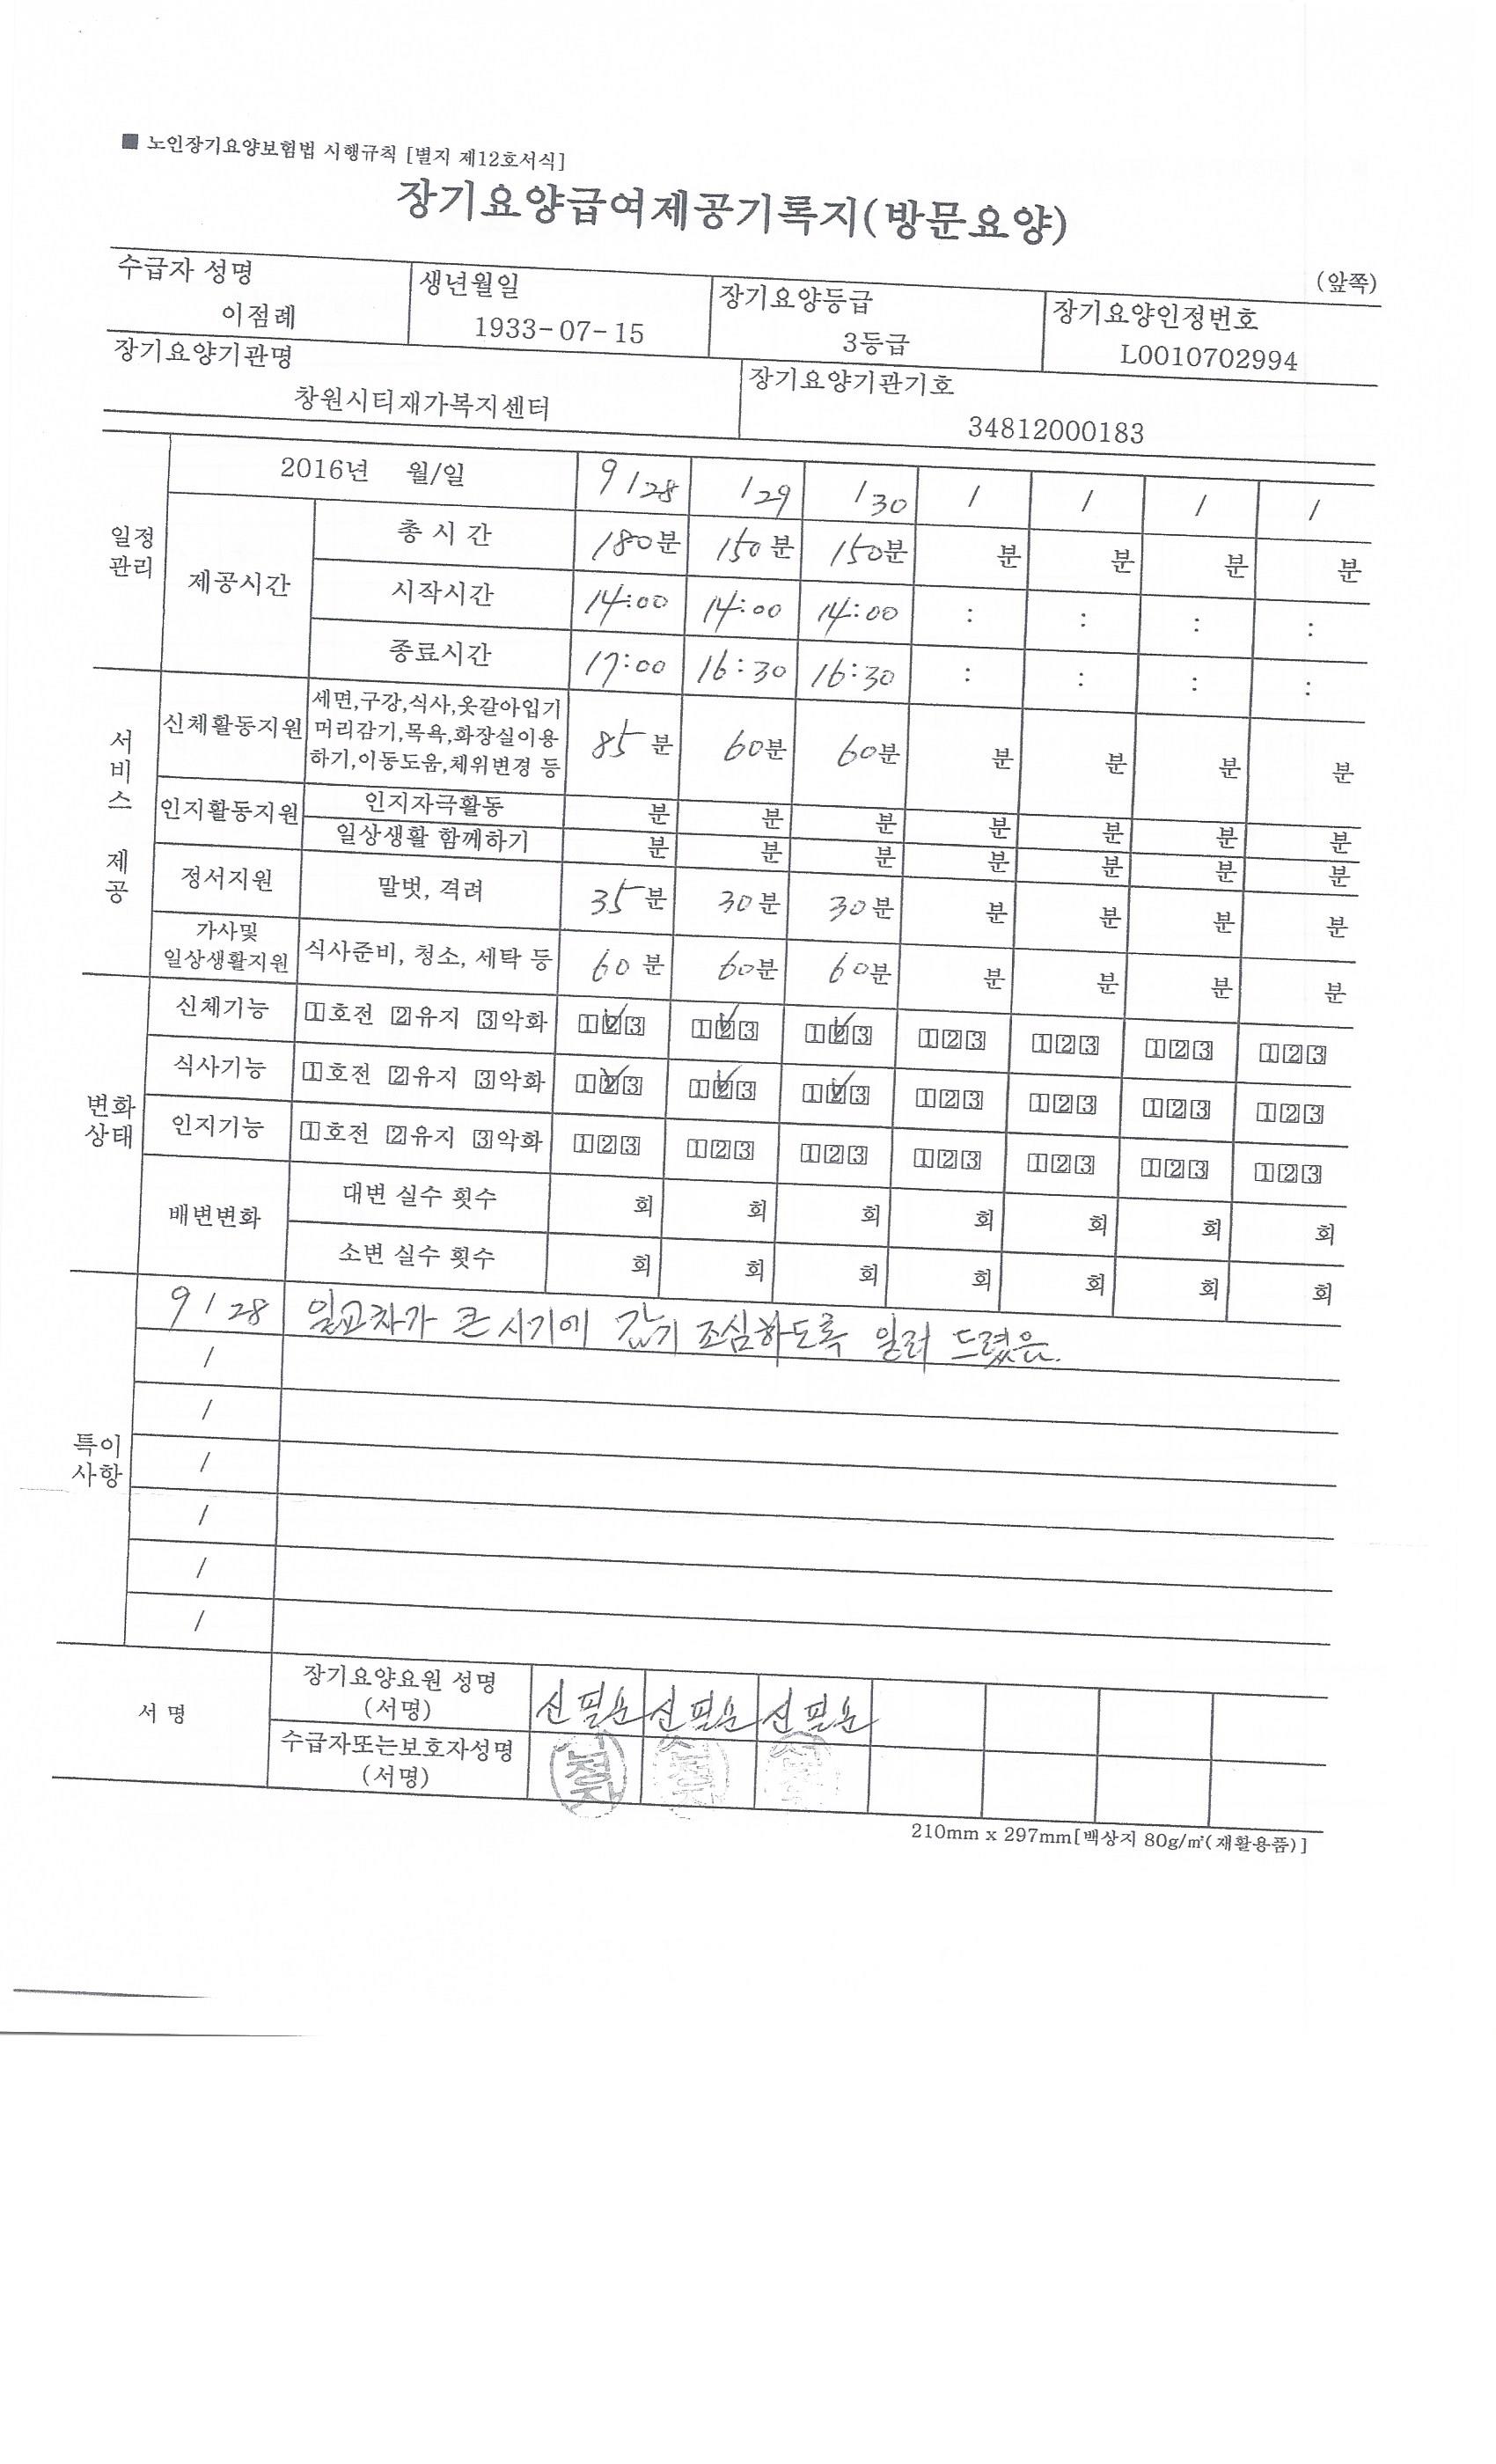 ■ 노인장기요양보험법 시행규칙 [별지 제12호서식]
장기요양급여제공기록지(방문요양)
(앞쪽)
수급자 성명 생년월일 장기요양등급 장기요양인정번호
이점례 1933-07-15 3등급 L0010702994
장기요양기관명 장기요양기관기호
창원시티재가복지센터 34812000183
일정 관리
2016년 월/일 9/28 /29 /30 / / / /
제공시간
총 시 간 180분 150분 150분 분 분 분 분
시작시간 14:00 14:00 14:00 : : : :
종료시간 17:00 16:30 16:30 : : : :
서비스 제공
신체활동지원
세면,구강,식사,옷갈아입기
머리감기,목욕,화장실이용
하기,이동도움,체위변경 등
85분 60분 60분 분 분 분 분
인지활동지원
인지자극활동 분 분 분 분 분 분 분
일상생활 함께하기 분 분 분 분 분 분 분
정서지원 말벗, 격려 35분 30분 30분 분 분 분 분
가사및
일상생활지원 식사준비, 청소, 세탁 등 60분 60분 60분 분 분 분 분
변화 상태
신체기능 1호전 2유지 3악화 1✓23 1✓23 1✓23 123 123 123 123
식사기능 1호전 2유지 3악화 1✓23 1✓23 1✓23 123 123 123 123
인지기능 1호전 2유지 3악화 123 123 123 123 123 123 123
배변변화
대변 실수 횟수 회 회 회 회 회 회 회
소변 실수 횟수 회 회 회 회 회 회 회
특이 사항
9/28 일교차가 큰 시기에 감기 조심하도록 일러 드렸음.
/
/
/
/
/
/
서 명
장기요양요원 성명
(서명)
신필순 신필순 신필순
수급자또는보호자성명
(서명)
210mm x 297mm[백상지 80g/㎡(재활용품)]